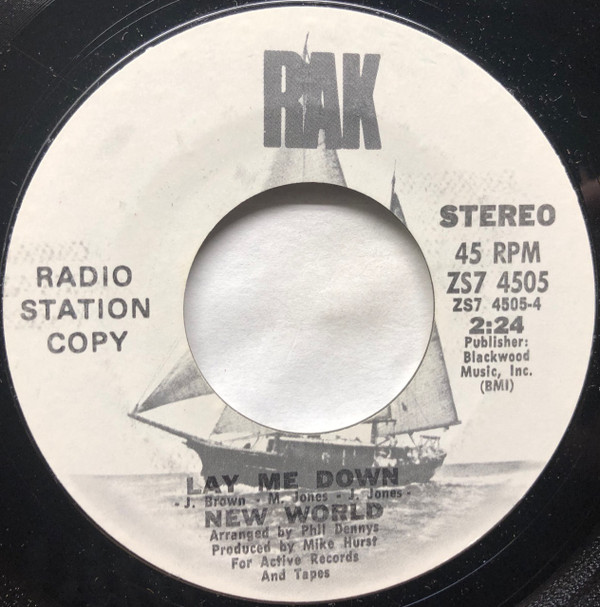 RAK
RADIO
STATION
COPY
STEREO
45 RPM
ZS7 4505
ZS7 4505-4
2:24
Publisher:
Blackwood
Music, Inc.
(BMI)
LAY ME DOWN
- J. Brown - M. Jones - J. Jones -
NEW WORLD
Arranged by Phil Dennys
Produced by Mike Hurst
For Active Records
And Tapes